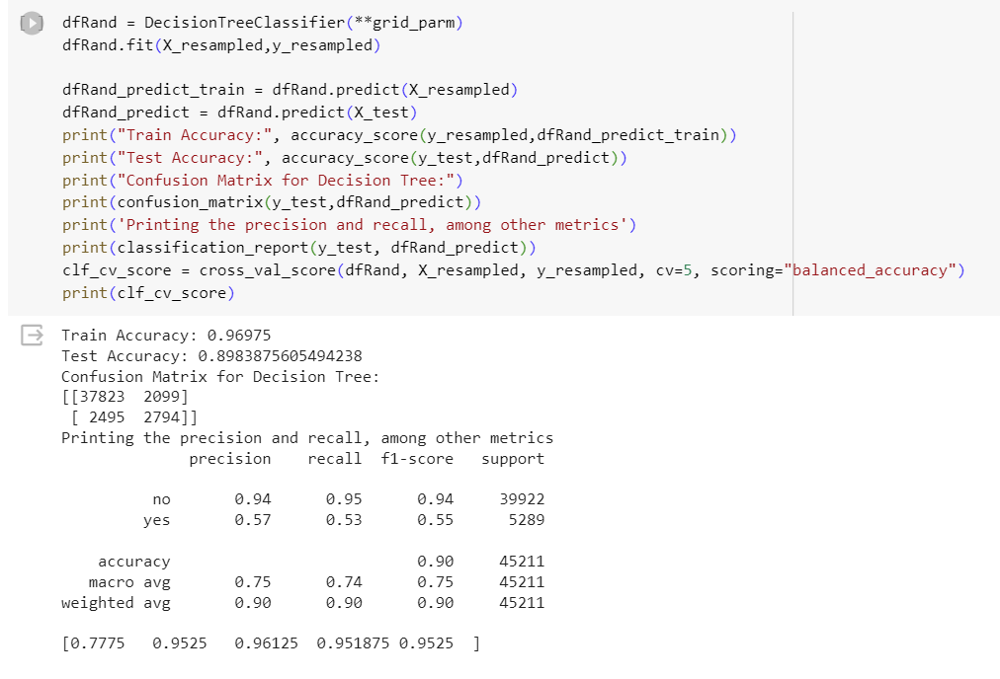 dfRand = DecisionTreeClassifier(**grid_parm)
dfRand.fit(X_resampled,y_resampled)
dfRand_predict_train = dfRand.predict(X_resampled)
dfRand_predict = dfRand.predict(X_test)
print("Train Accuracy:", accuracy_score(y_resampled,dfRand_predict_train))
print("Test Accuracy:", accuracy_score(y_test,dfRand_predict))
print("Confusion Matrix for Decision Tree:")
print(confusion_matrix(y_test,dfRand_predict))
print('Printing the precision and recall, among other metrics')
print(classification_report(y_test, dfRand_predict))
clf_cv_score = cross_val_score(dfRand, X_resampled, y_resampled, cv=5, scoring="balanced_accuracy")
print(clf_cv_score)
Train Accuracy: 0.96975
Test Accuracy: 0.8983875605494238
Confusion Matrix for Decision Tree:
[[37823  2099]
 [ 2495  2794]]
Printing the precision and recall, among other metrics
              precision    recall  f1-score   support
          no       0.94      0.95      0.94     39922
         yes       0.57      0.53      0.55      5289
    accuracy                           0.90     45211
   macro avg       0.75      0.74      0.75     45211
weighted avg       0.90      0.90      0.90     45211
[0.7775   0.9525   0.96125  0.951875 0.9525  ]